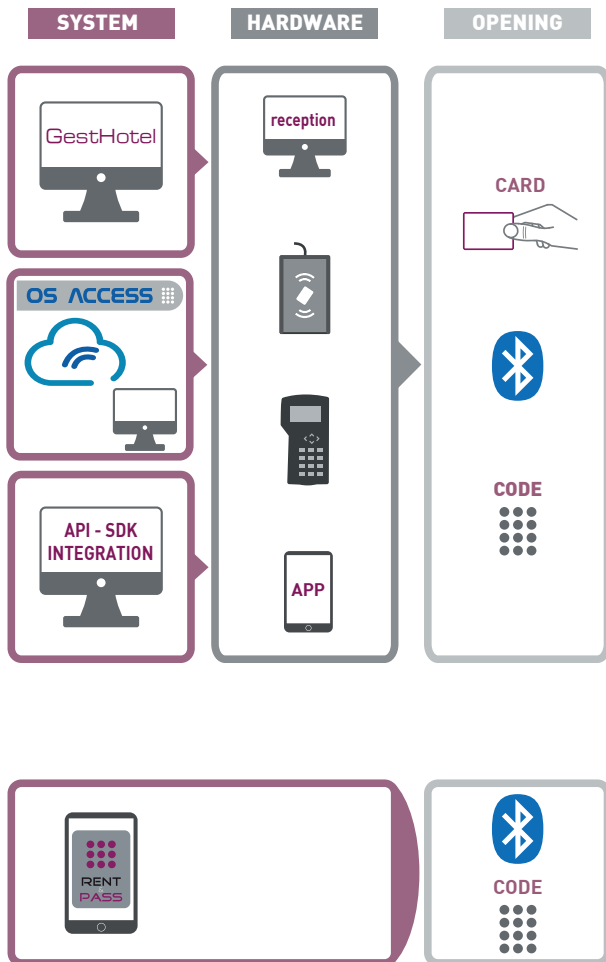 SYSTEM
HARDWARE
OPENING
GestHotel
OS ACCESS
API - SDK
INTEGRATION
reception
APP
CARD
CODE
RENT
PASS
CODE